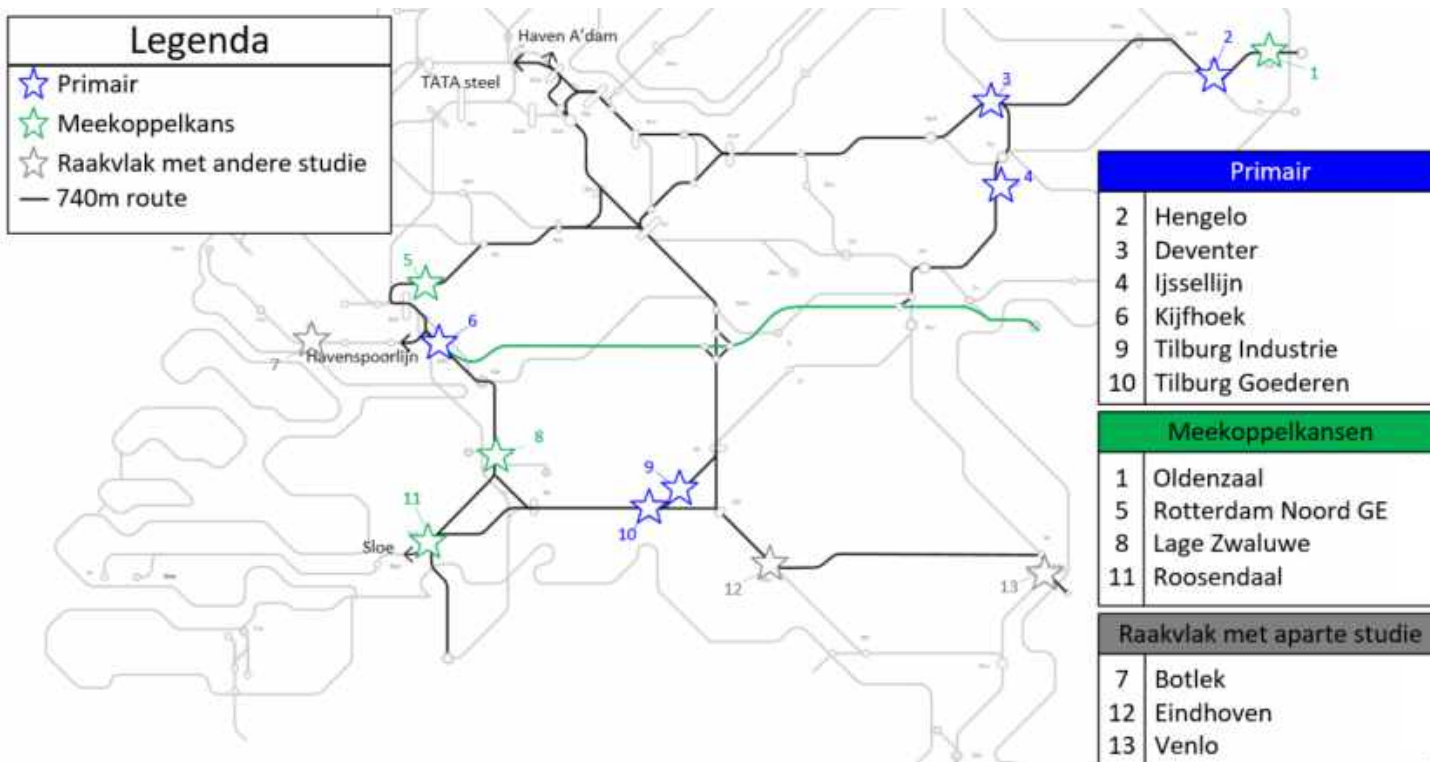 Legenda
Primair
Meekoppelkans
Raakvlak met andere studie
740m route
Haven A'dam
TATA steel
2
1
3
4
5
6
7
Havenspoorlijn
8
9
10
11
Sloe
12
13
Primair
2 Hengelo
3 Deventer
4 Ijssellijn
6 Kijfhoek
9 Tilburg Industrie
10 Tilburg Goederen
Meekoppelkansen
1 Oldenzaal
5 Rotterdam Noord GE
8 Lage Zwaluwe
11 Roosendaal
Raakvlak met aparte studie
7 Botlek
12 Eindhoven
13 Venlo